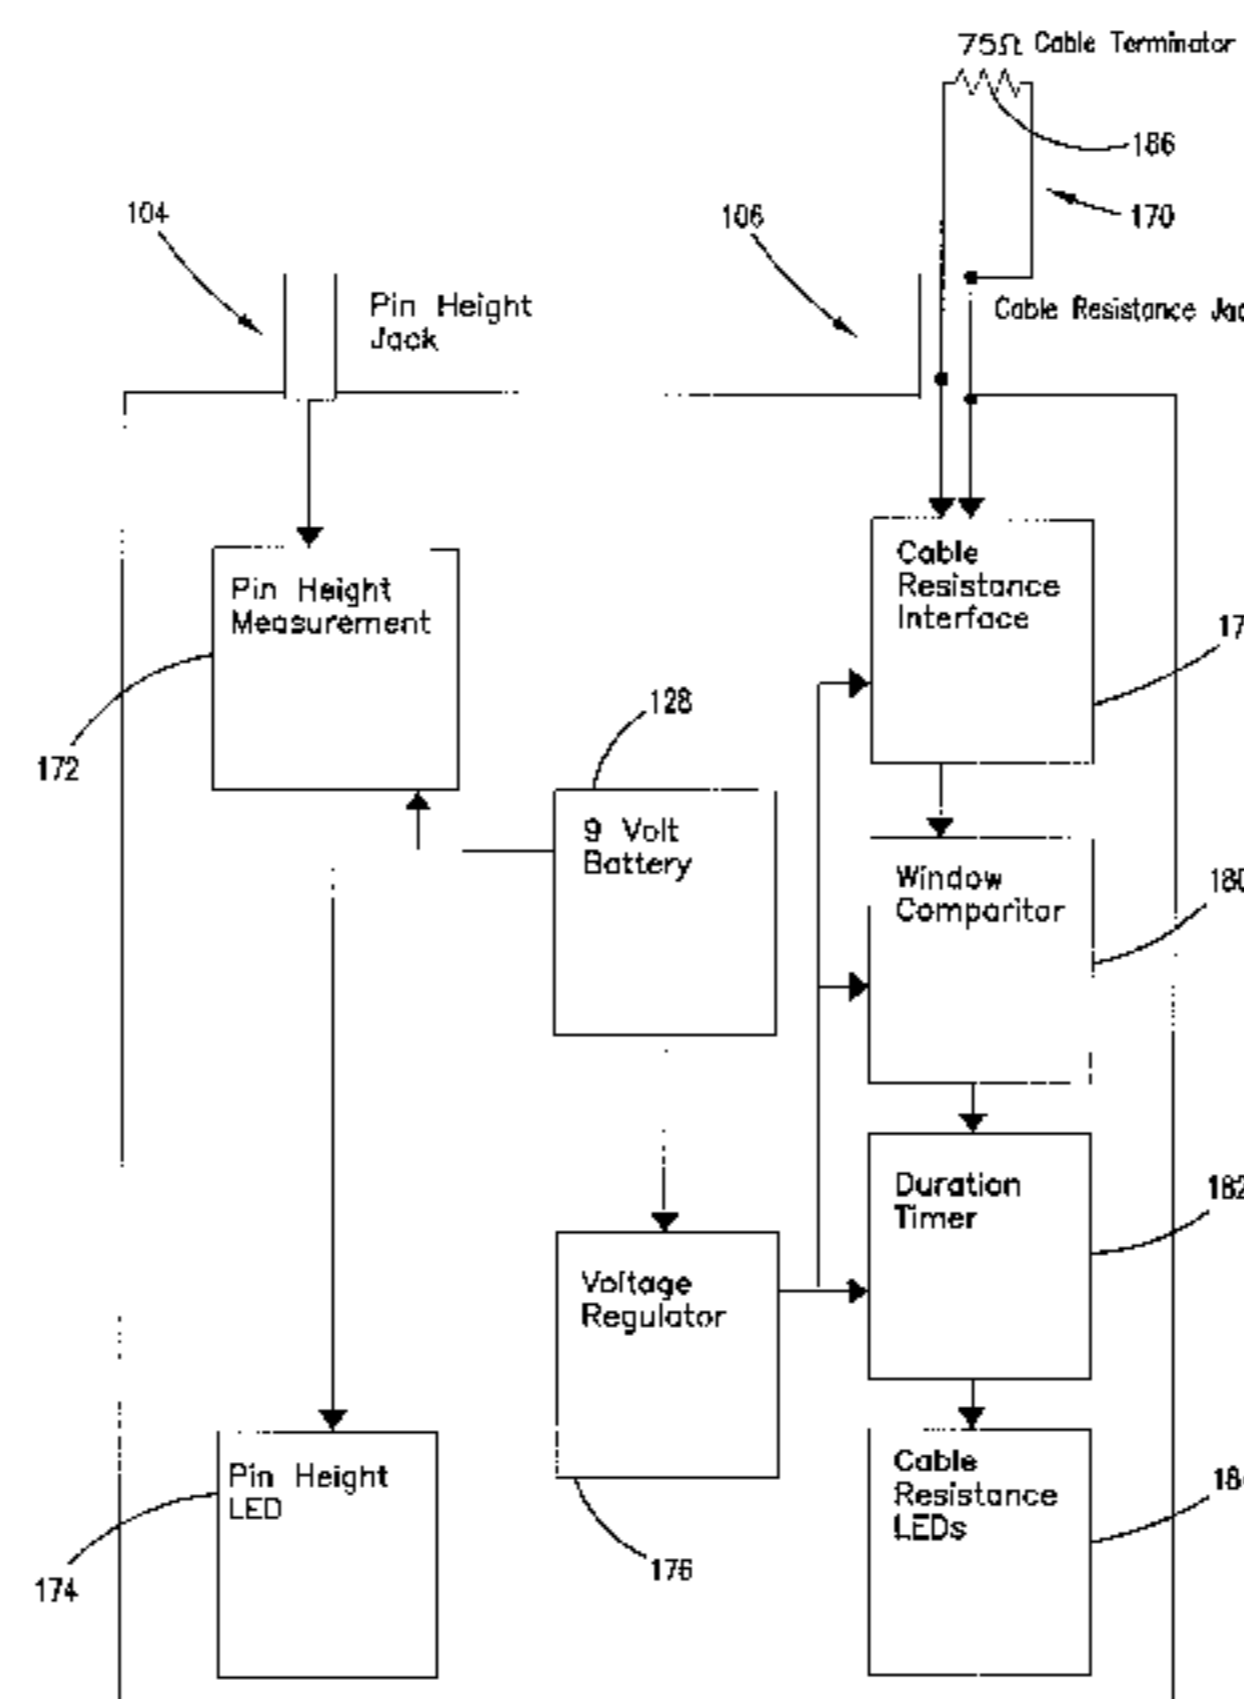 75Ω Cable Terminator
186
104
106
170
Pin Height
Jack
Cable Resistance
Cable
Resistance
Interface
Pin Height
Measurement
172
128
9 Volt
Battery
Window
Comparitor
Duration
Timer
Voltage
Regulator
Cable
Resistance
LEDs
Pin Height
LED
174
176